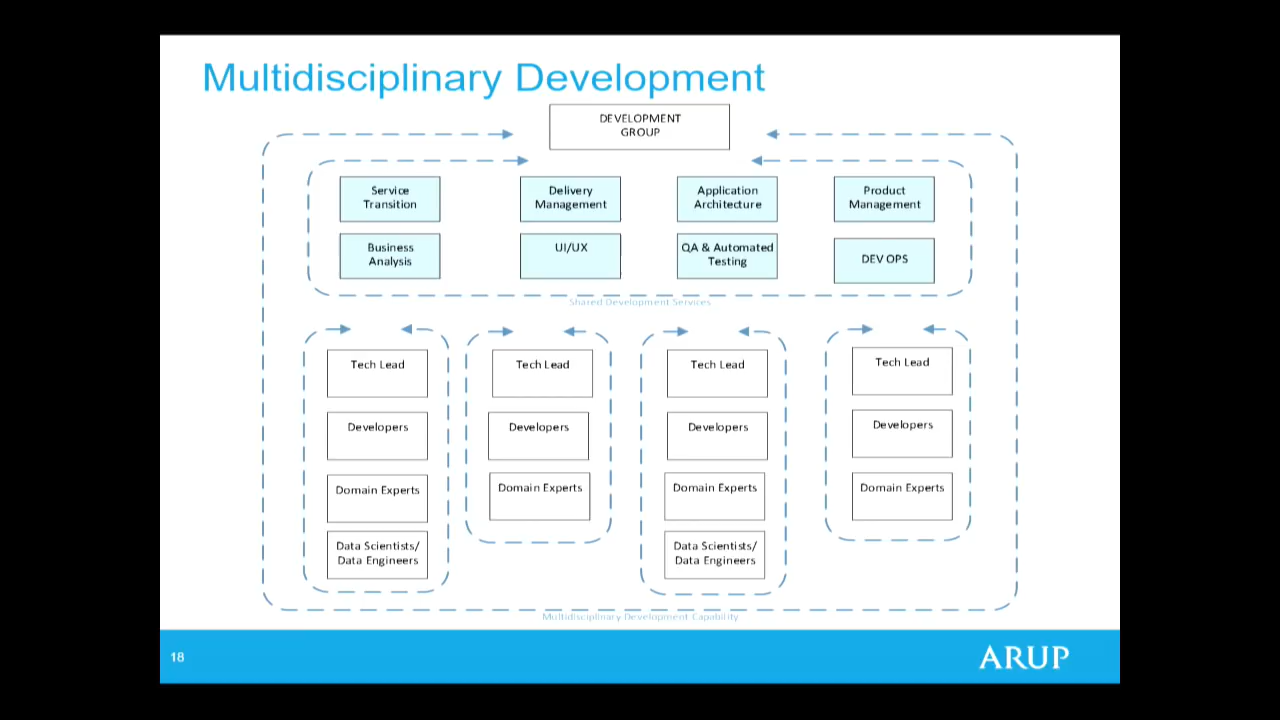 Multidisciplinary Development
DEVELOPMENT
GROUP
Service
Transition
Delivery
Management
Application
Architecture
Product
Management
Business
Analysis
UI/UX
QA & Automated
Testing
DEV OPS
Shared Development Services
Tech Lead
Developers
Domain Experts
Data Scientists/
Data Engineers
Tech Lead
Developers
Domain Experts
Tech Lead
Developers
Domain Experts
Data Scientists/
Data Engineers
Tech Lead
Developers
Domain Experts
Multidisciplinary Development Capability
18
ARUP